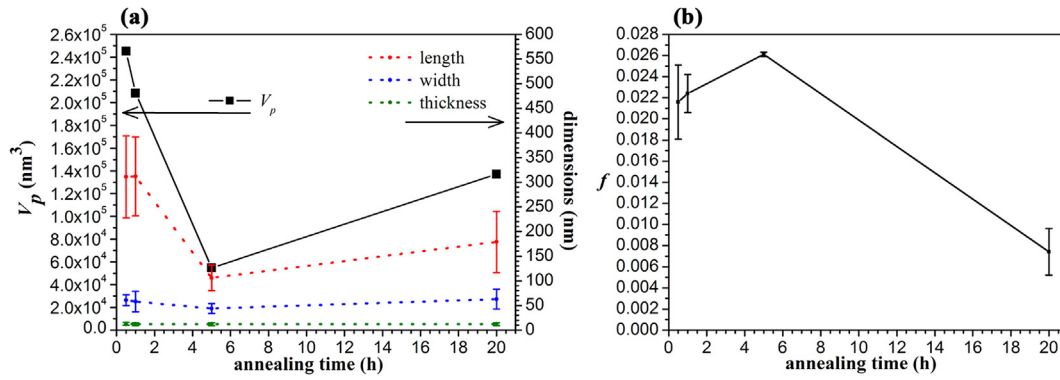 (a)
2.6x10⁵
2.4x10⁵
2.2x10⁵
2.0x10⁵
1.8x10⁵
1.6x10⁵
1.4x10⁵
1.2x10⁵
1.0x10⁵
8.0x10⁴
6.0x10⁴
4.0x10⁴
2.0x10⁴
0.0
V_p (nm³)
length
width
thickness
V_p
600
550
500
450
400
350
300
250
200
150
100
50
0
dimensions (nm)
0 2 4 6 8 10 12 14 16 18 20
annealing time (h)
(b)
0.028
0.026
0.024
0.022
0.020
0.018
0.016
0.014
0.012
0.010
0.008
0.006
0.004
0.002
0.000
f
0 2 4 6 8 10 12 14 16 18 20
annealing time (h)